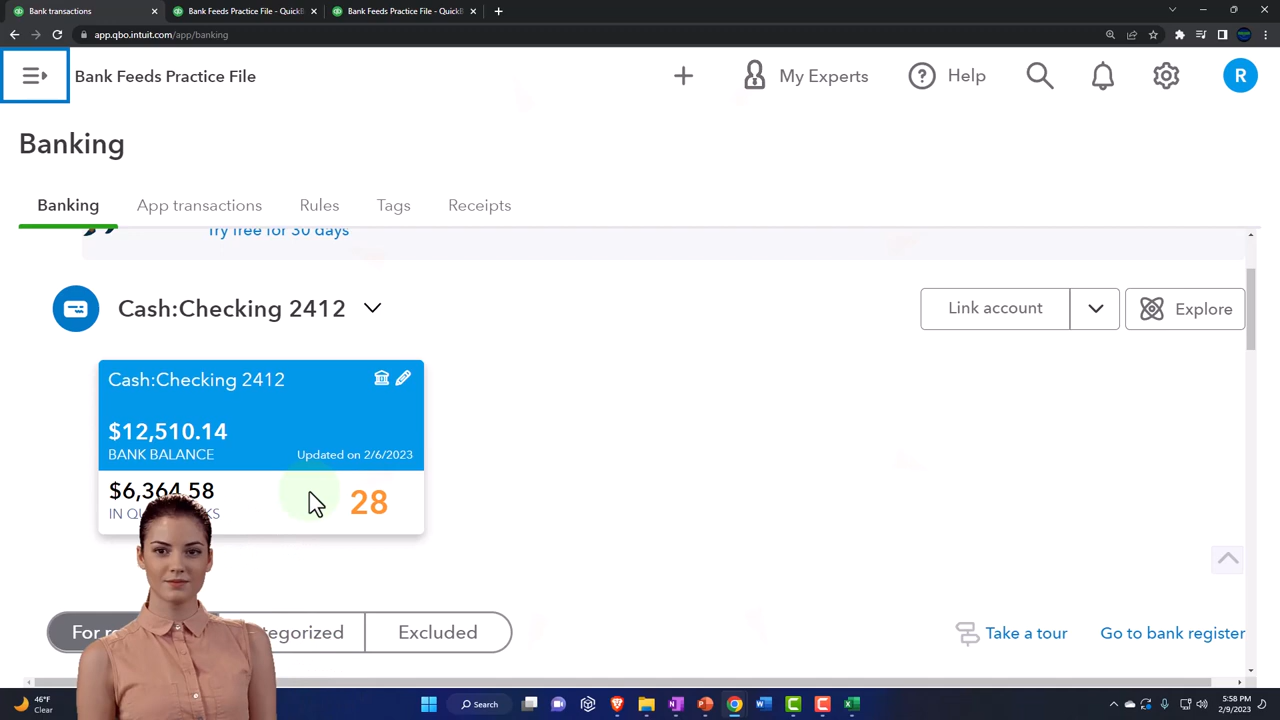 Bank transactions
Bank Feeds Practice File - QuickB
Bank Feeds Practice File - QuickB
app.qbo.intuit.com/app/banking
Bank Feeds Practice File
My Experts
Help
R
Banking
Banking
App transactions
Rules
Tags
Receipts
Try free for 30 days
Cash:Checking 2412
Link account
Explore
Cash:Checking 2412
$12,510.14
BANK BALANCE
Updated on 2/6/2023
$6,364.58
28
Excluded
Take a tour
Go to bank register
46°F
Clear
Search
5:58 PM
2/9/2023